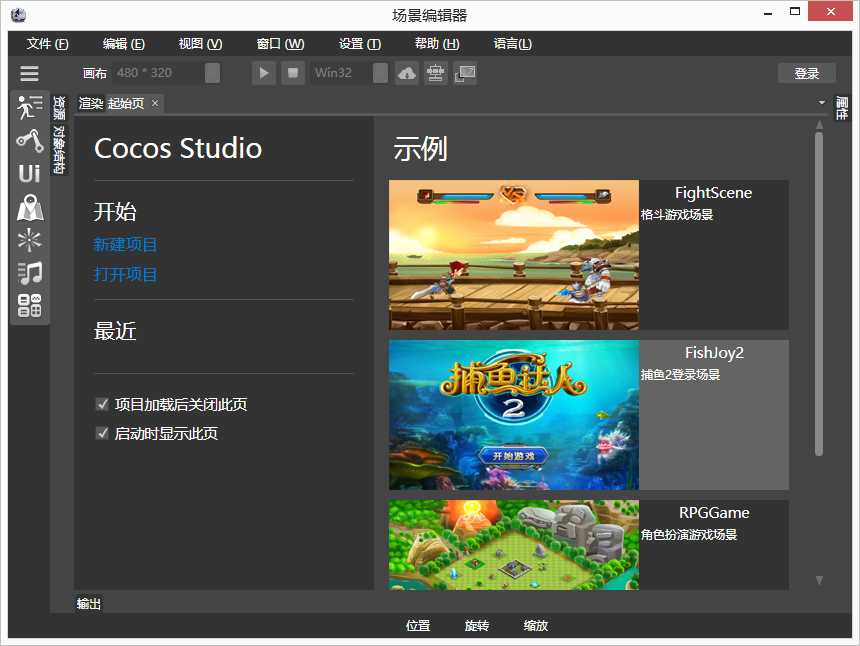 场景编辑器
文件 (F) 编辑 (E) 视图 (V) 窗口 (W) 设置 (T) 帮助 (H) 语言(L)
画布 480 * 320 Win32 登录
资源
对象结构
Ui
渲染 起始页
属性
Cocos Studio
开始
新建项目
打开项目
最近
项目加载后关闭此页
启动时显示此页
示例
VS
FightScene
格斗游戏场景
捕鱼达人
2
开始游戏
FishJoy2
捕鱼2登录场景
RPGGame
角色扮演游戏场景
输出
位置 旋转 缩放